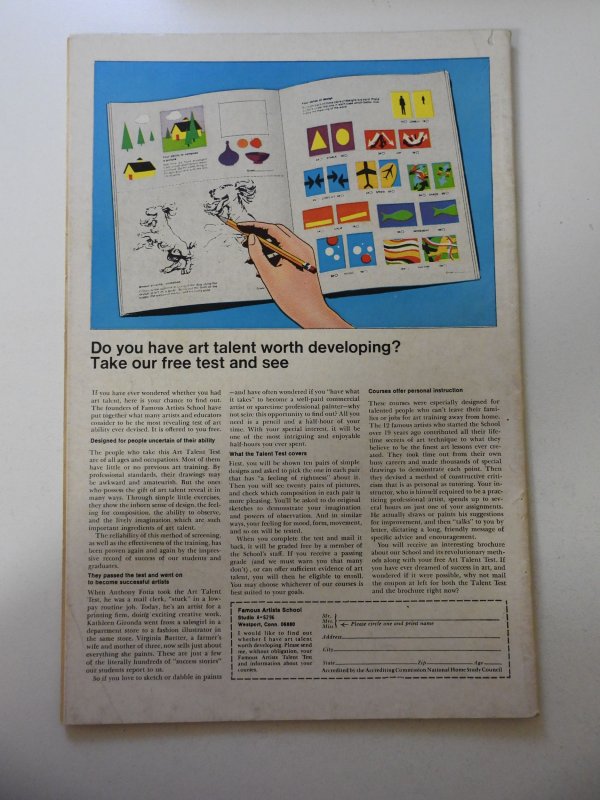 Do you have art talent worth developing?
Take our free test and see
If you have ever wondered whether you had
art talent, here is your chance to find out.
The founders of Famous Artists School have
put together what many artists and educators
consider to be the most revealing test of art
ability ever devised. It is offered to you free.
Designed for people uncertain of their ability
The people who take this Art Talent Test
are of all ages and occupations. Most of them
have little or no previous art training. By
professional standards, their drawings may
be awkward and amateurish. But the ones
who possess the gift of art talent reveal it in
many ways. Through simple little exercises,
they show the inborn sense of design, the feel-
ing for composition, the ability to observe,
and the lively imagination which are such
important ingredients of art talent.
The reliability of this method of screening,
as well as the effectiveness of the training, has
been proven again and again by the impres-
sive record of success of our students and
graduates.
They passed the test and went on
to become successful artists
When Anthony Fotia took the Art Talent
Test, he was a mail clerk, "stuck" in a low-
pay routine job. Today, he's an artist for a
printing firm, doing exciting creative work.
Kathleen Gironda went from a salesgirl in a
department store to a fashion illustrator in
the same store. Virginia Bartter, a farmer's
wife and mother of three, now sells just about
everything she paints. These are just a few
of the literally hundreds of "success stories"
our students report to us.
So if you love to sketch or dabble in paints
—and have often wondered if you "have what
it takes" to become a well-paid commercial
artist or sparetime professional painter—why
not seize this opportunity to find out? All you
need is a pencil and a half-hour of your
time. With your special interest, it will be
one of the most intriguing and enjoyable
half-hours you ever spent.
What the Talent Test covers
First, you will be shown ten pairs of simple
designs and asked to pick the one in each pair
that has "a feeling of rightness" about it.
Then you will see twenty pairs of pictures,
and check which composition in each pair is
more pleasing. You'll be asked to do original
sketches to demonstrate your imagination
and powers of observation. And in similar
ways, your feeling for mood, form, movement,
and so on will be tested.
When you complete the test and mail it
back, it will be graded free by a member of
the School's staff. If you receive a passing
grade (and we must warn you that many
don't), or can offer sufficient evidence of art
talent, you will then be eligible to enroll.
You may choose whichever of our courses is
best suited to your goals.
Courses offer personal instruction
These courses were especially designed for
talented people who can't leave their fami-
lies or jobs for art training away from home.
The 12 famous artists who started the School
over 19 years ago contributed all their life-
time secrets of art technique to what they
believe to be the finest art lessons ever cre-
ated. They took time out from their own
busy careers and made thousands of special
drawings to demonstrate each point. Then
they devised a method of constructive criti-
cism that is as personal as tutoring. Your in-
structor, who is himself required to be a prac-
ticing professional artist, spends up to sev-
eral hours on just one of your assignments.
He actually draws or paints his suggestions
for improvement, and then "talks" to you by
letter, dictating a long, friendly message of
specific advice and encouragement.
You will receive an interesting brochure
about our School and its revolutionary meth-
ods along with your free Art Talent Test. If
you have ever dreamed of success in art, and
wondered if it were possible, why not mail
the coupon at left for both the Talent Test
and the brochure right now?
Famous Artists School
Studio A-5796
Westport, Conn. 06880
I would like to find out
whether I have art talent
worth developing. Please send
me, without obligation, your
Famous Artists Talent Test
and information about your
courses.
Mr.
Mrs.
Miss
Please circle one and print name
Address
City
State Zip Age
Accredited by the Accrediting Commission National Home Study Council